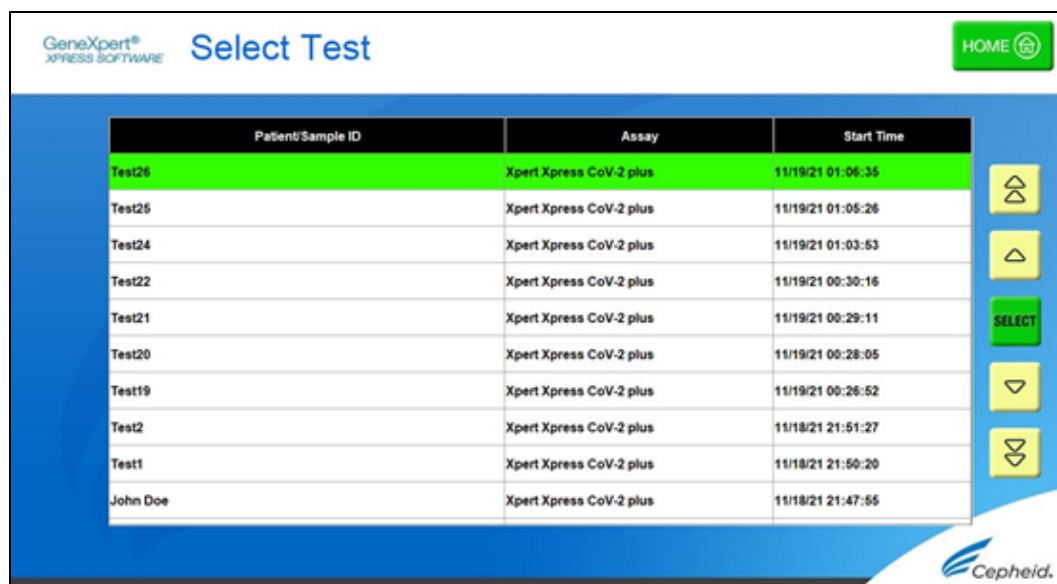 GeneXpert® Select Test HOME
XPRESS SOFTWARE
Patient/Sample ID Assay Start Time
Test26 Xpert Xpress CoV-2 plus 11/19/21 01:06:35
Test25 Xpert Xpress CoV-2 plus 11/19/21 01:05:26
Test24 Xpert Xpress CoV-2 plus 11/19/21 01:03:53
Test22 Xpert Xpress CoV-2 plus 11/19/21 00:30:16
Test21 Xpert Xpress CoV-2 plus 11/19/21 00:29:11
SELECT
Test20 Xpert Xpress CoV-2 plus 11/19/21 00:28:05
Test19 Xpert Xpress CoV-2 plus 11/19/21 00:26:52
Test2 Xpert Xpress CoV-2 plus 11/18/21 21:51:27
Test1 Xpert Xpress CoV-2 plus 11/18/21 21:50:20
John Doe Xpert Xpress CoV-2 plus 11/18/21 21:47:55
Cepheid.